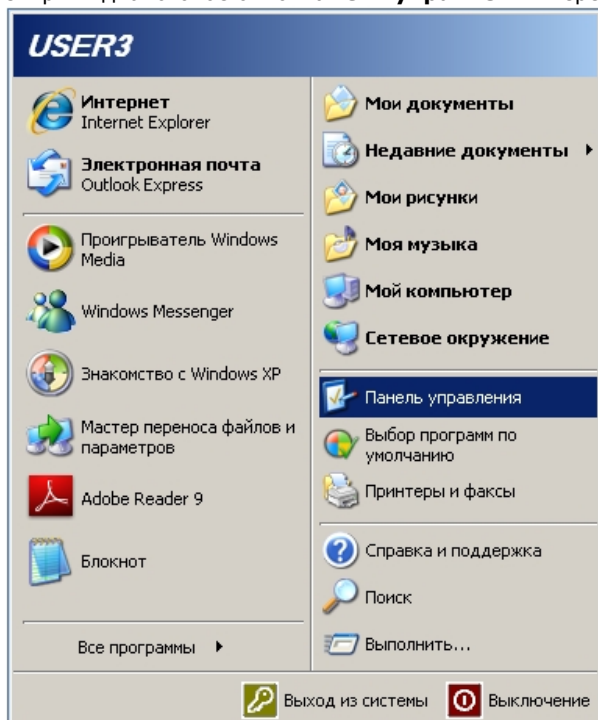 USER3
Интернет
Internet Explorer
Электронная почта
Outlook Express
Проигрыватель Windows
Media
Windows Messenger
Знакомство с Windows XP
Мастер переноса файлов и
параметров
Adobe Reader 9
Блокнот
Все программы
Мои документы
Недавние документы
Мои рисунки
Моя музыка
Мой компьютер
Сетевое окружение
Панель управления
Выбор программ по
умолчанию
Принтеры и факсы
Справка и поддержка
Поиск
Выполнить...
Выход из системы
Выключение